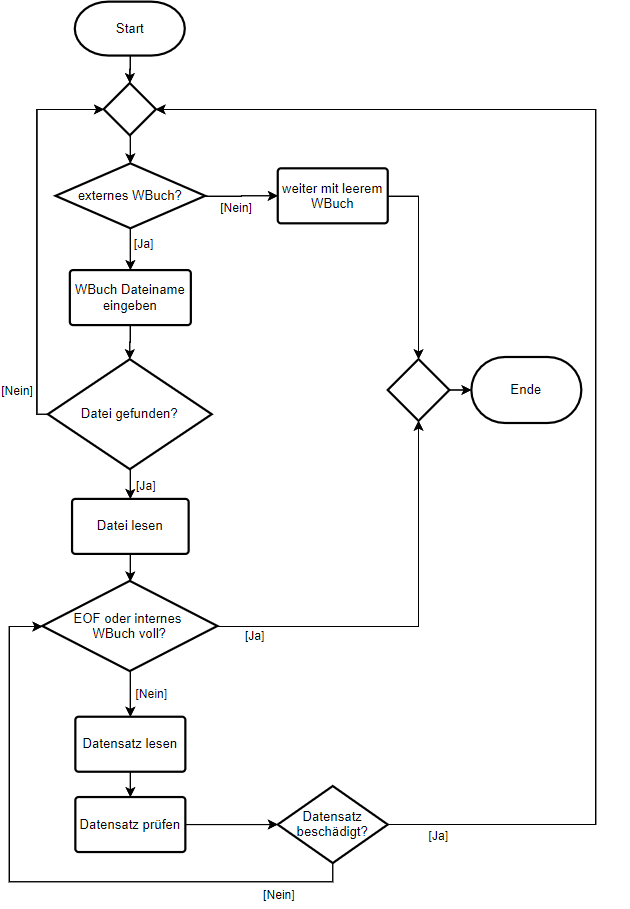 Start
externes WBuch?
[Nein]
weiter mit leerem
WBuch
[Ja]
WBuch Dateiname
eingeben
[Nein]
Datei gefunden?
Ende
[Ja]
Datei lesen
EOF oder internes
WBuch voll?
[Ja]
[Nein]
Datensatz lesen
Datensatz prüfen
Datensatz
beschädigt?
[Ja]
[Nein]